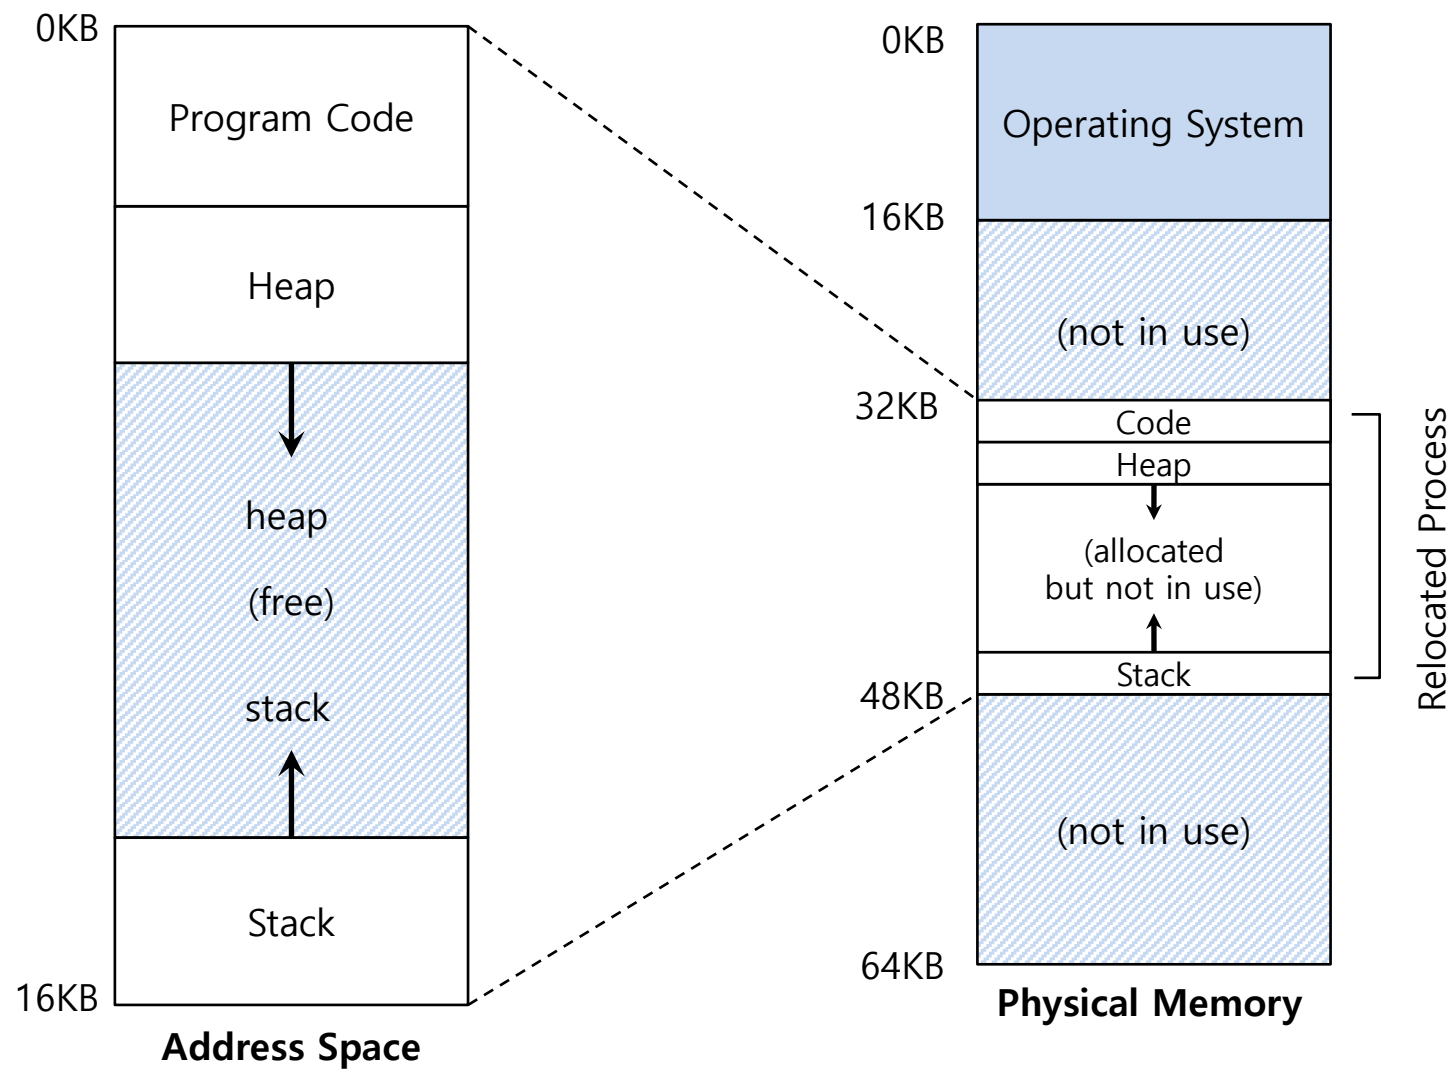 0KB
Program Code
Heap
heap
(free)
stack
Stack
16KB
Address Space
0KB
Operating System
16KB
(not in use)
32KB
Code
Heap
(allocated
but not in use)
Stack
48KB
(not in use)
64KB
Physical Memory
Relocated Process